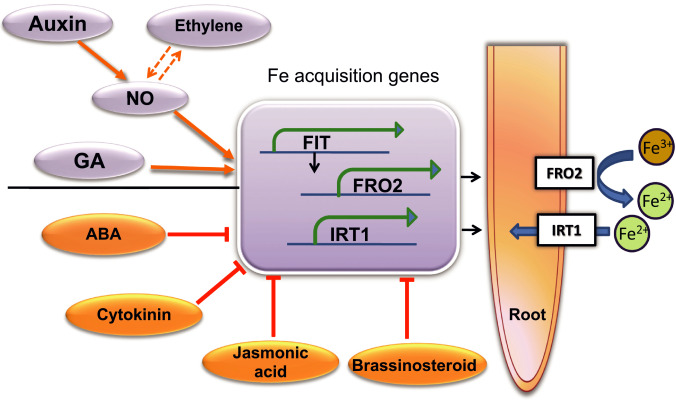 Auxin
Ethylene
NO
Fe acquisition genes
GA
FIT
FRO2
IRT1
FRO2
Fe3+
Fe2+
IRT1
Fe2+
ABA
Cytokinin
Jasmonic
acid
Brassinosteroid
Root